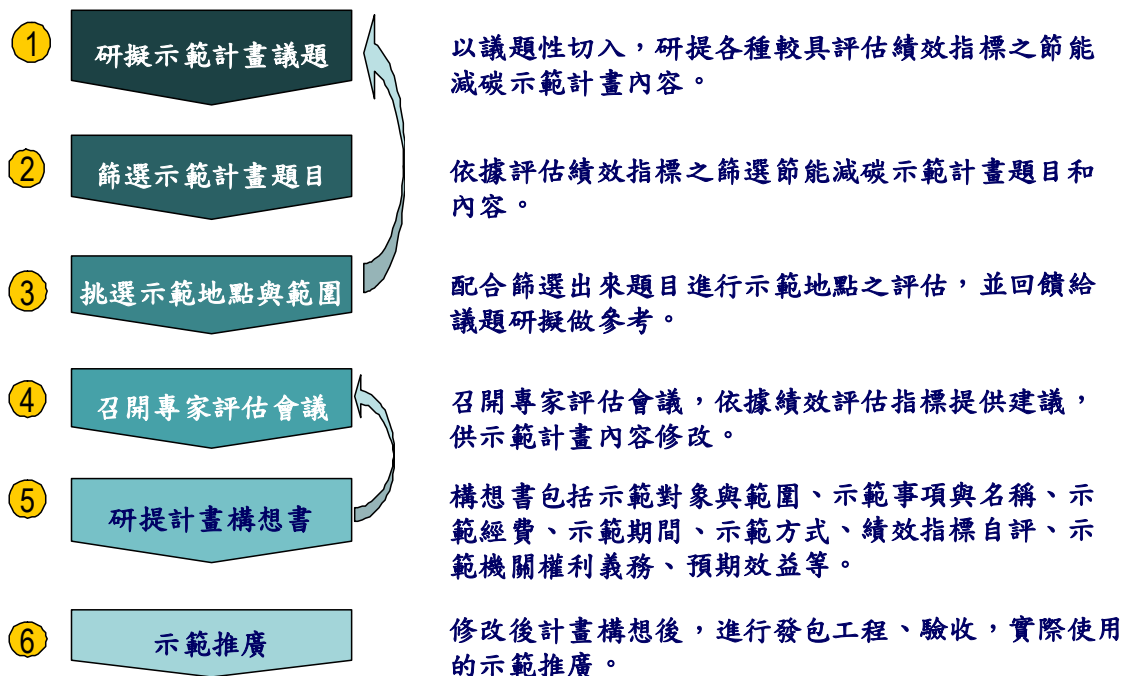 1
研擬示範計畫議題
以議題性切入，研提各種較具評估績效指標之節能
減碳示範計畫內容。
2
篩選示範計畫題目
依據評估績效指標之篩選節能減碳示範計畫題目和
內容。
3
挑選示範地點與範圍
配合篩選出來題目進行示範地點之評估，並回饋給
議題研擬做參考。
4
召開專家評估會議
召開專家評估會議，依據績效評估指標提供建議，
供示範計畫內容修改。
5
研提計畫構想書
構想書包括示範對象與範圍、示範事項與名稱、示
範經費、示範期間、示範方式、績效指標自評、示
範機關權利義務、預期效益等。
6
示範推廣
修改後計畫構想後，進行發包工程、驗收，實際使用
的示範推廣。